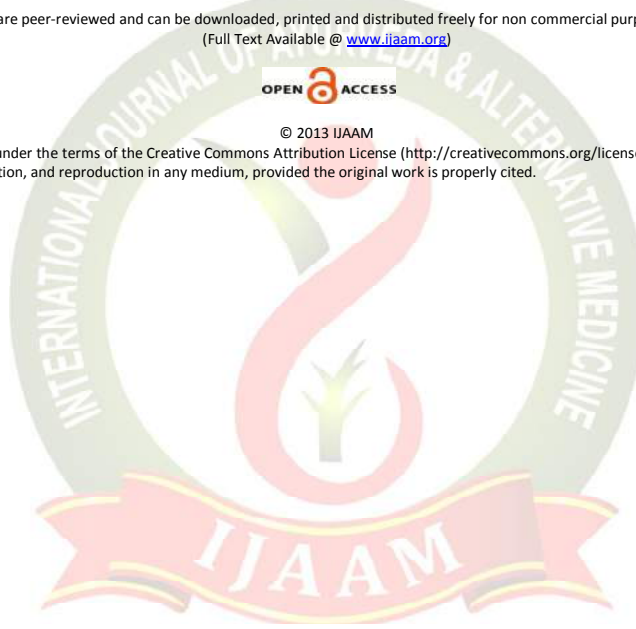 are peer-reviewed and can be downloaded, printed and distributed freely for non commercial purp
(Full Text Available @ www.ijaam.org)
OPEN ACCESS
© 2013 IJAAM
under the terms of the Creative Commons Attribution License (http://creativecommons.org/license
tion, and reproduction in any medium, provided the original work is properly cited.
INTERNATIONAL JOURNAL OF AYURVEDA & ALTERNATIVE MEDICINE
IJAAM